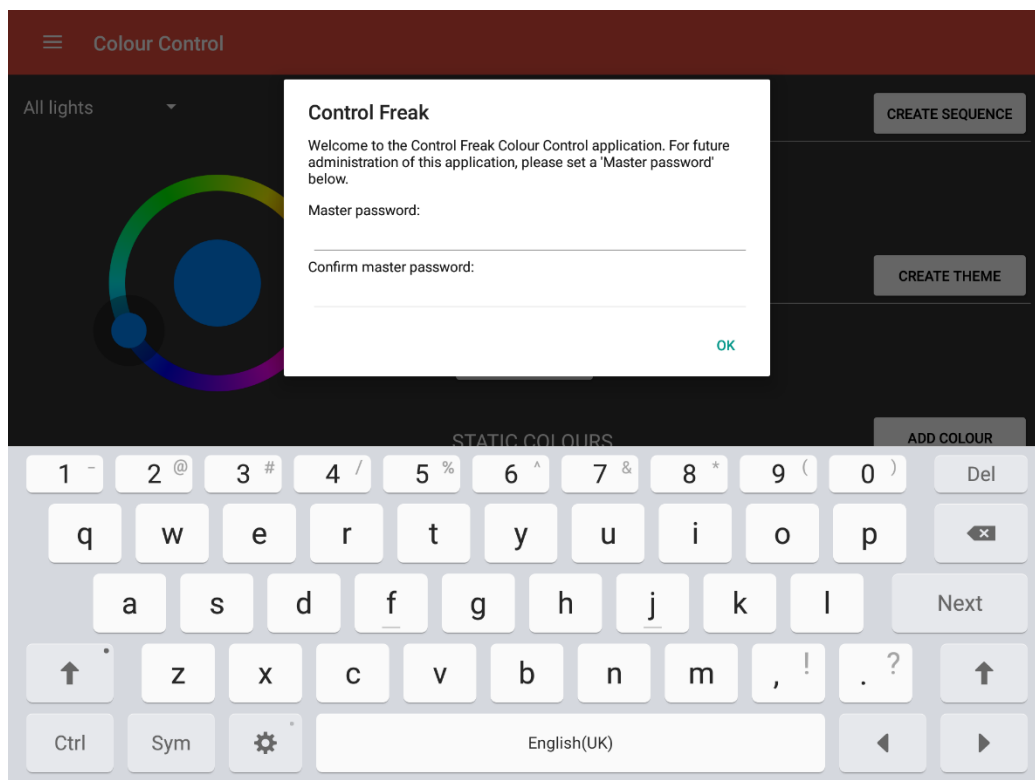 Colour Control
All lights
CREATE SEQUENCE
Control Freak
Welcome to the Control Freak Colour Control application. For future
administration of this application, please set a 'Master password'
below.
Master password:
Confirm master password:
CREATE THEME
OK
STATIC COLOURS
ADD COLOUR
1 - 2 @ 3 # 4 / 5 % 6 ^ 7 & 8 * 9 ( 0 ) Del
q w e r t y u i o p
a s d f g h j k l Next
z x c v b n m , ! . ?
Ctrl Sym English(UK)